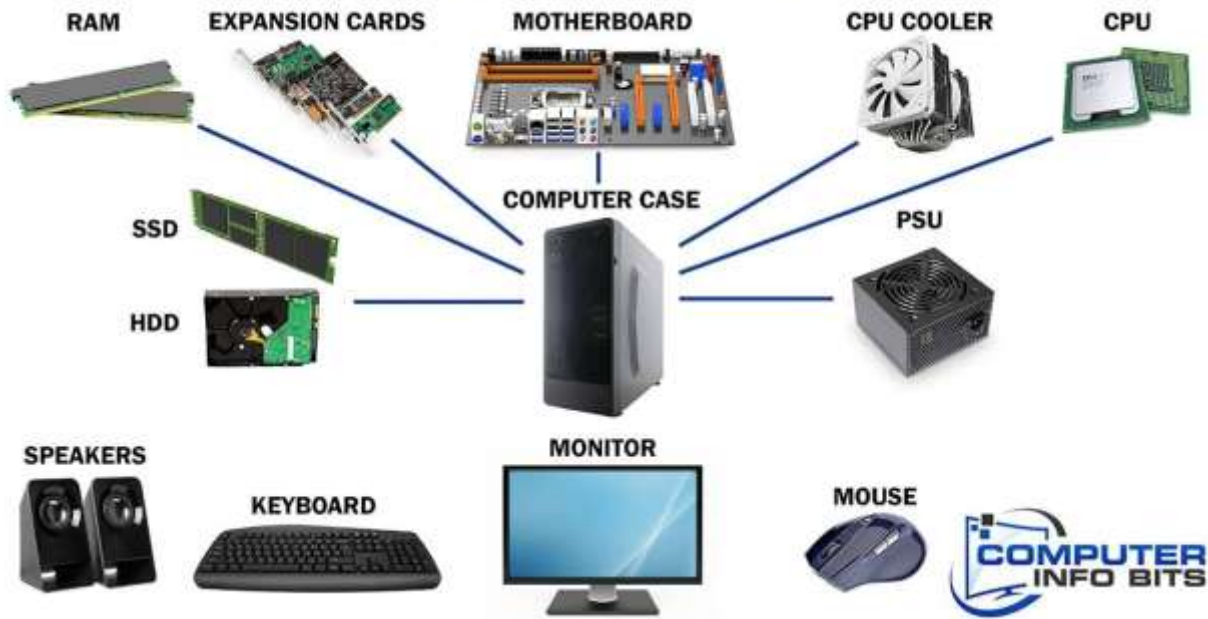 RAM
EXPANSION CARDS
MOTHERBOARD
CPU COOLER
CPU
COMPUTER CASE
SSD
PSU
HDD
SPEAKERS
KEYBOARD
MONITOR
MOUSE
COMPUTER
INFO BITS